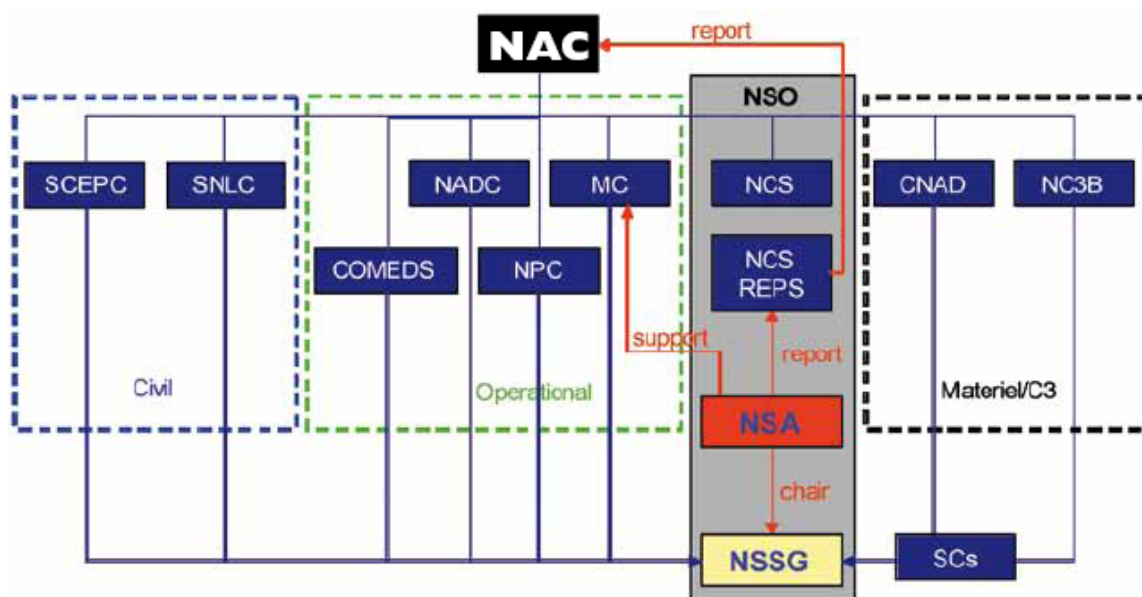 report
NAC
NSO
SCEPC
SNLC
NADC
MC
NCS
CNAD
NC3B
COMEDS
NPC
NCS
REPS
support
report
Civil
Operational
Materiel/C3
NSA
chair
NSSG
SCs